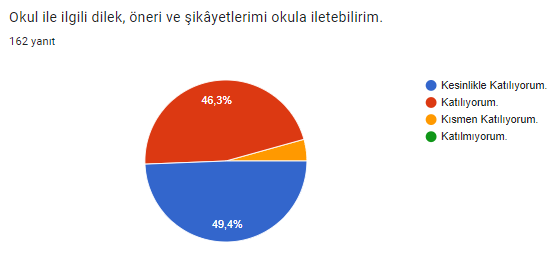 Okul ile ilgili dilek, öneri ve şikâyetlerimi okula iletebilirim.
162 yanıt
46,3%
49,4%
Kesinlikle Katılıyorum.
Katılıyorum.
Kısmen Katılıyorum.
Katılmıyorum.